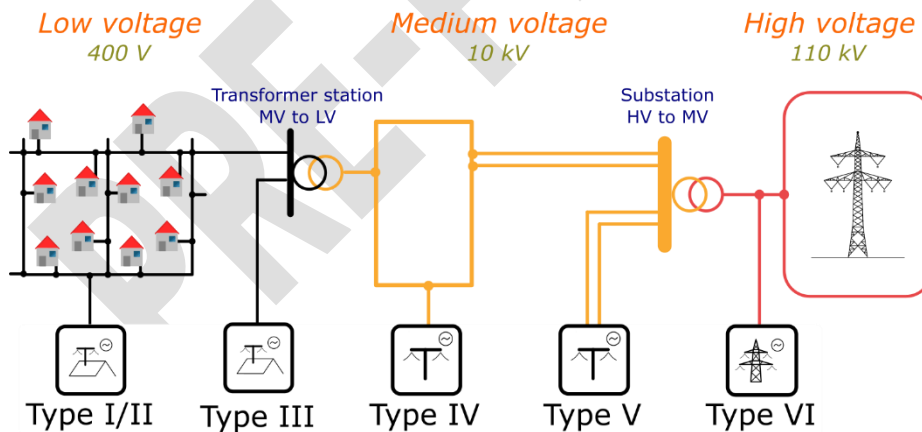 Low voltage
400 V
Medium voltage
10 kV
High voltage
110 kV
Transformer station
MV to LV
Substation
HV to MV
Type I/II
Type III
Type IV
Type V
Type VI